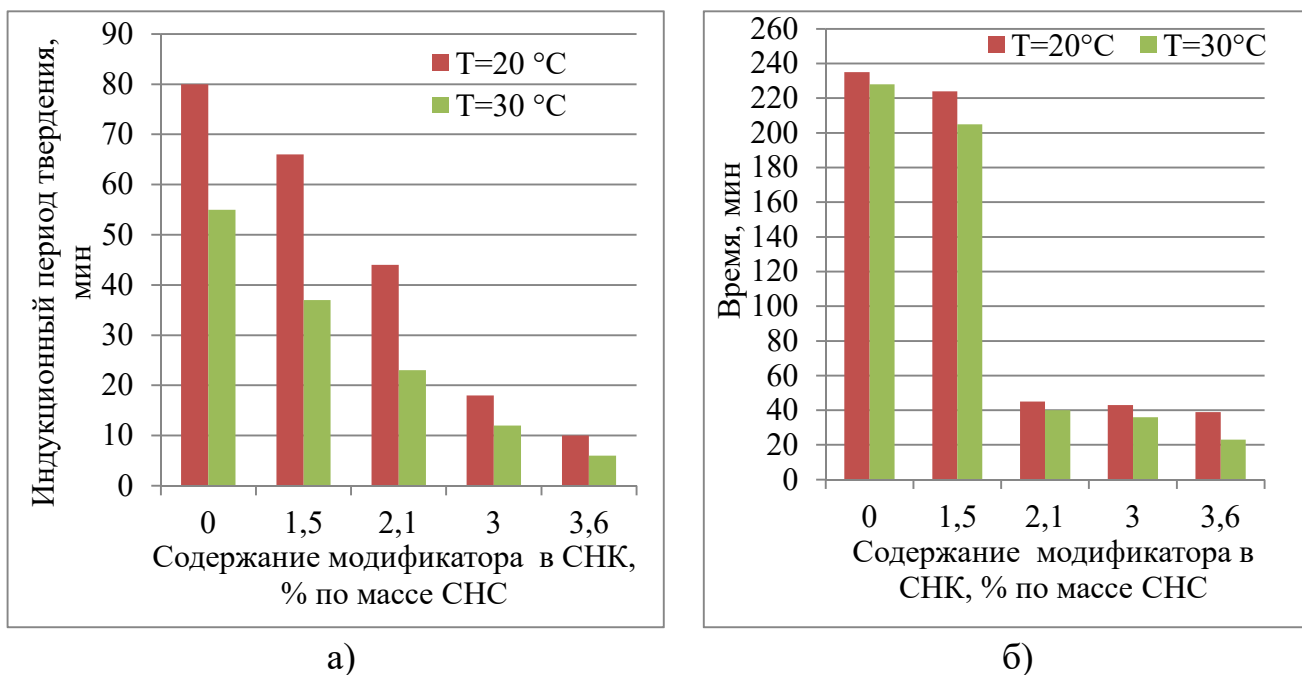 Индукционный период твердения,
мин
90
80
70
60
50
40
30
20
10
0
T=20 °C
T=30 °C
0 1,5 2,1 3 3,6
Содержание модификатора в СНК,
% по массе СНС
а)
Время, мин
260
240
220
200
180
160
140
120
100
80
60
40
20
0
T=20°C T=30°C
0 1,5 2,1 3 3,6
Содержание модификатора в
СНК, % по массе СНС
б)